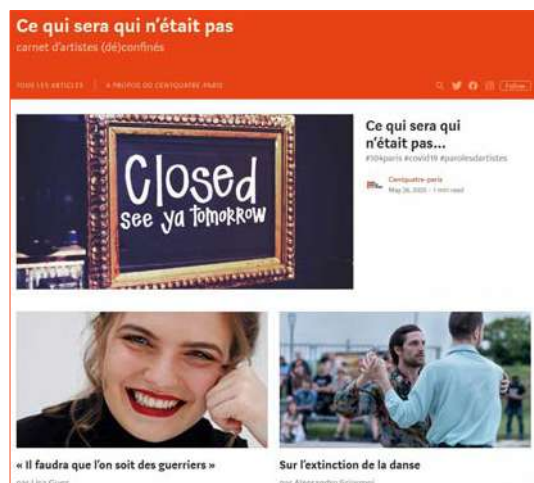 Ce qui sera qui n'était pas
carnet d'artistes (dé)confinés
TOUS LES ARTICLES
A PROPOS DU CENTQUATRE-PARIS
Follow
Closed
see ya tomorrow
Ce qui sera qui
n'était pas...
#104paris #covid19 #parolesdartistes
Centquatre-paris
May 26, 2020 · 1 min read
« Il faudra que l'on soit des guerriers »
Sur l'extinction de la danse